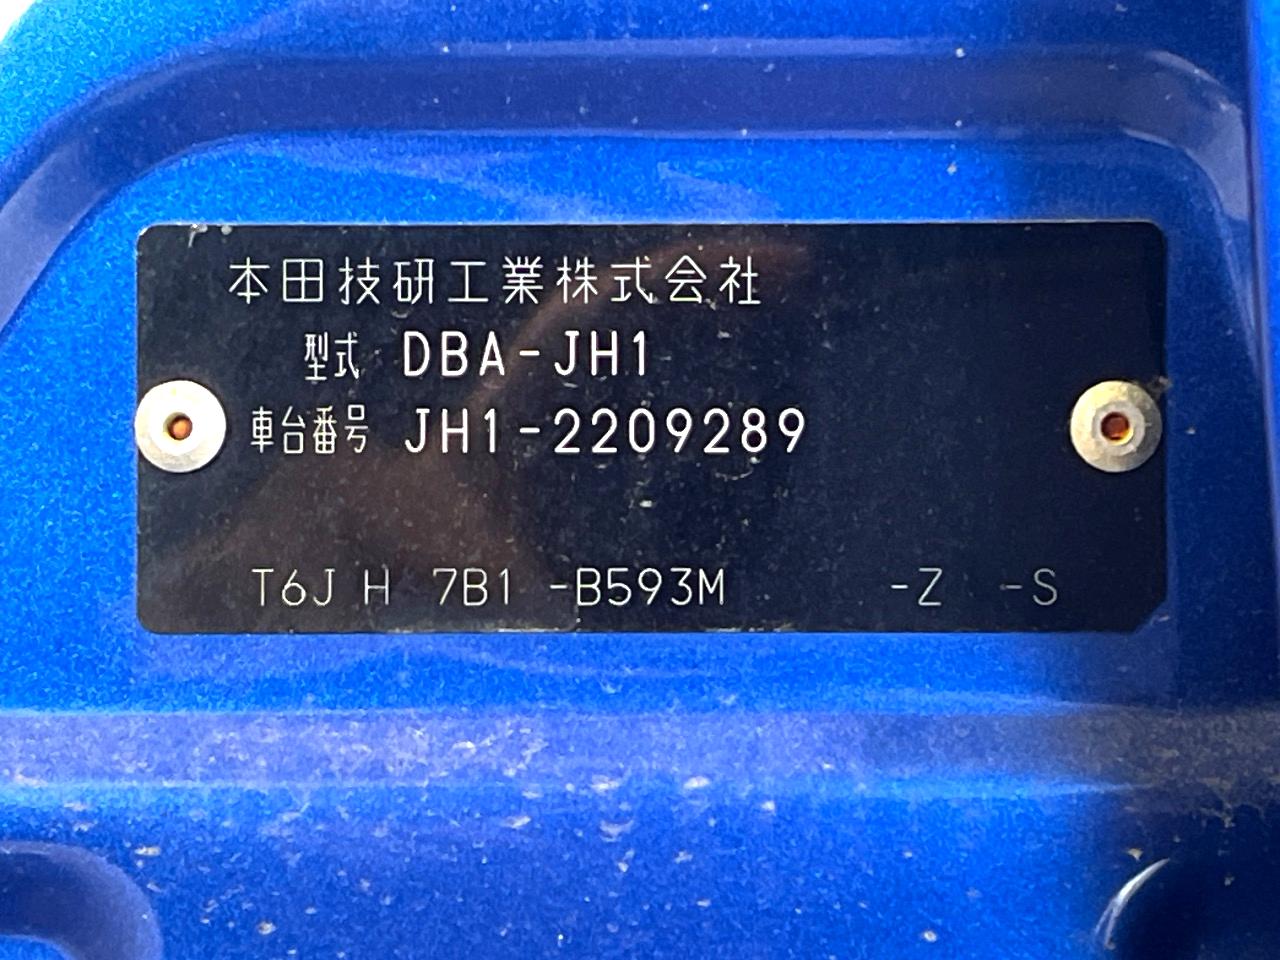 本田技研工業株式会社
型式 DBA-JH1
車台番号 JH1-2209289
T6J H 7B1 -B593M -Z -S